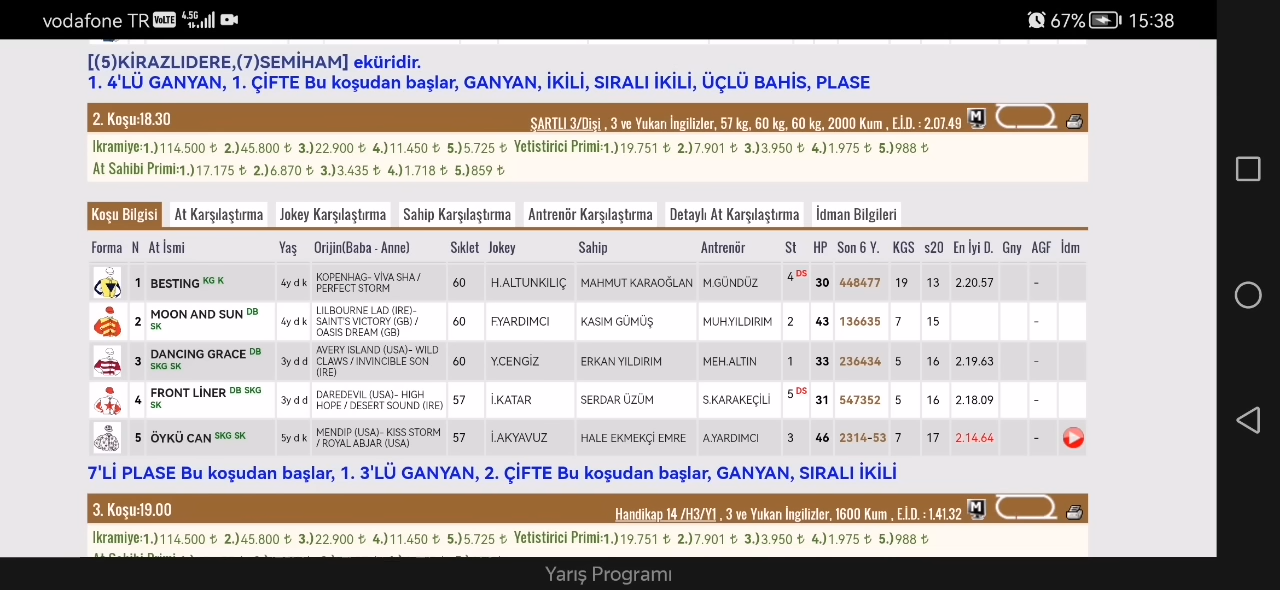 vodafone TR VoLTE 4.5G 67% 15:38
[(5)KİRAZLIDERE,(7)SEMİHAM] eküridir.
1. 4'LÜ GANYAN, 1. ÇİFTE Bu koşudan başlar, GANYAN, İKİLİ, SIRALI İKİLİ, ÜÇLÜ BAHİS, PLASE
2. Koşu:18.30 ŞARTLI 3/Dişi , 3 ve Yukarı İngilizler, 57 kg, 60 kg, 60 kg, 2000 Kum , E.İ.D. : 2.07.49 M
Ikramiye:1.)114.500 ₺ 2.)45.800 ₺ 3.)22.900 ₺ 4.)11.450 ₺ 5.)5.725 ₺ Yetistirici Primi:1.)19.751 ₺ 2.)7.901 ₺ 3.)3.950 ₺ 4.)1.975 ₺ 5.)988 ₺
At Sahibi Primi:1.)17.175 ₺ 2.)6.870 ₺ 3.)3.435 ₺ 4.)1.718 ₺ 5.)859 ₺
Koşu Bilgisi At Karşılaştırma Jokey Karşılaştırma Sahip Karşılaştırma Antrenör Karşılaştırma Detaylı At Karşılaştırma İdman Bilgileri
Forma N At İsmi Yaş Orijin(Baba - Anne) Sıklet Jokey Sahip Antrenör St HP Son 6 Y. KGS s20 En İyi D. Gny AGF İdm
1 BESTING KG K 4y d k KOPENHAG- VİVA SHA / PERFECT STORM 60 H.ALTUNKILIÇ MAHMUT KARAOĞLAN M.GÜNDÜZ 4 DS 30 448477 19 13 2.20.57 -
2 MOON AND SUN DB SK 4y d k LILBOURNE LAD (IRE)- SAINT'S VICTORY (GB) / OASIS DREAM (GB) 60 F.YARDIMCI KASIM GÜMÜŞ MUH.YILDIRIM 2 43 136635 7 15 -
3 DANCING GRACE DB SKG SK 3y d d AVERY ISLAND (USA)- WILD CLAWS / INVINCIBLE SON (IRE) 60 Y.CENGİZ ERKAN YILDIRIM MEH.ALTIN 1 33 236434 5 16 2.19.63 -
4 FRONT LİNER DB SKG SK 3y d d DAREDEVIL (USA)- HIGH HOPE / DESERT SOUND (IRE) 57 İ.KATAR SERDAR ÜZÜM S.KARAKEÇİLİ 5 DS 31 547352 5 16 2.18.09 -
5 ÖYKÜ CAN SKG SK 5y d k MENDIP (USA)- KISS STORM / ROYAL ABJAR (USA) 57 İ.AKYAVUZ HALE EKMEKÇİ EMRE A.YARDIMCI 3 46 2314-53 7 17 2.14.64 -
7'Lİ PLASE Bu koşudan başlar, 1. 3'LÜ GANYAN, 2. ÇİFTE Bu koşudan başlar, GANYAN, SIRALI İKİLİ
3. Koşu:19.00 Handikap 14 /H3/Y1 , 3 ve Yukarı İngilizler, 1600 Kum , E.İ.D. : 1.41.32 M
Ikramiye:1.)114.500 ₺ 2.)45.800 ₺ 3.)22.900 ₺ 4.)11.450 ₺ 5.)5.725 ₺ Yetistirici Primi:1.)19.751 ₺ 2.)7.901 ₺ 3.)3.950 ₺ 4.)1.975 ₺ 5.)988 ₺
At Sahibi Primi:
Yarış Programı